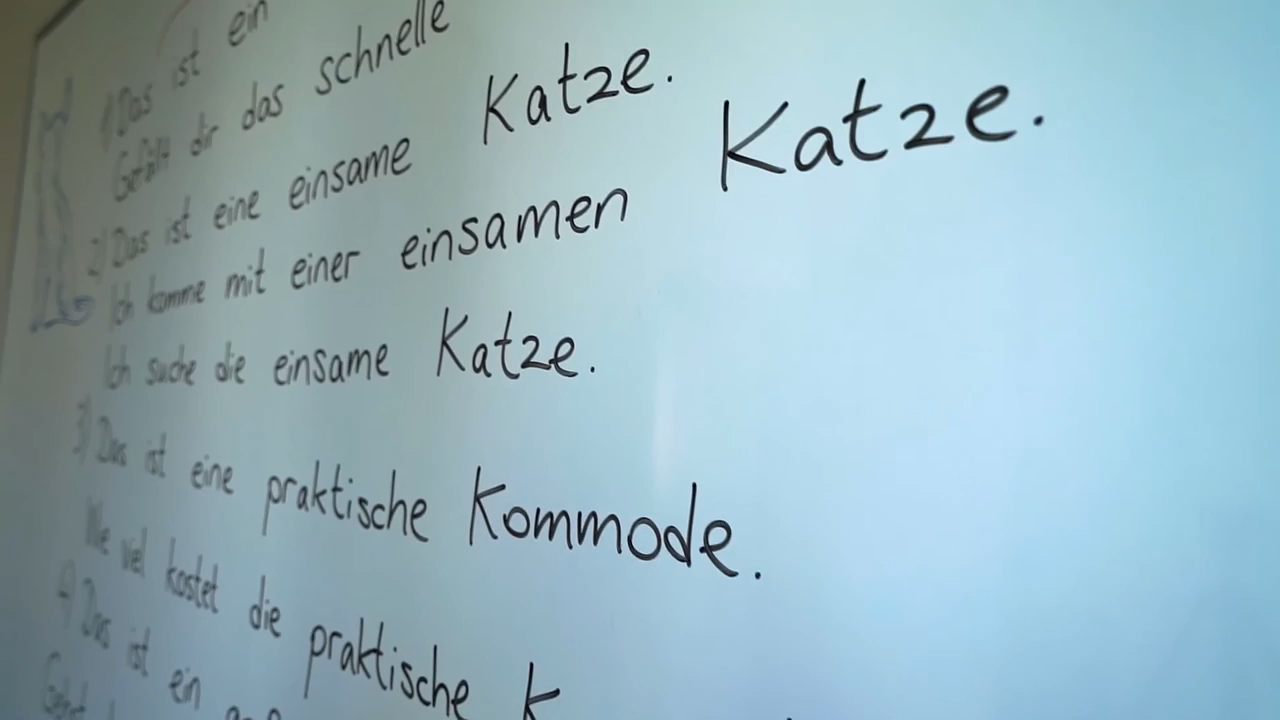 1) Das ist ein
Gefällt dir das schnelle
2) Das ist eine einsame Katze.
Ich komme mit einer einsamen Katze.
Ich suche die einsame Katze.
3) Das ist eine praktische Kommode.
Wie viel kostet die praktische K
4) Das ist ein